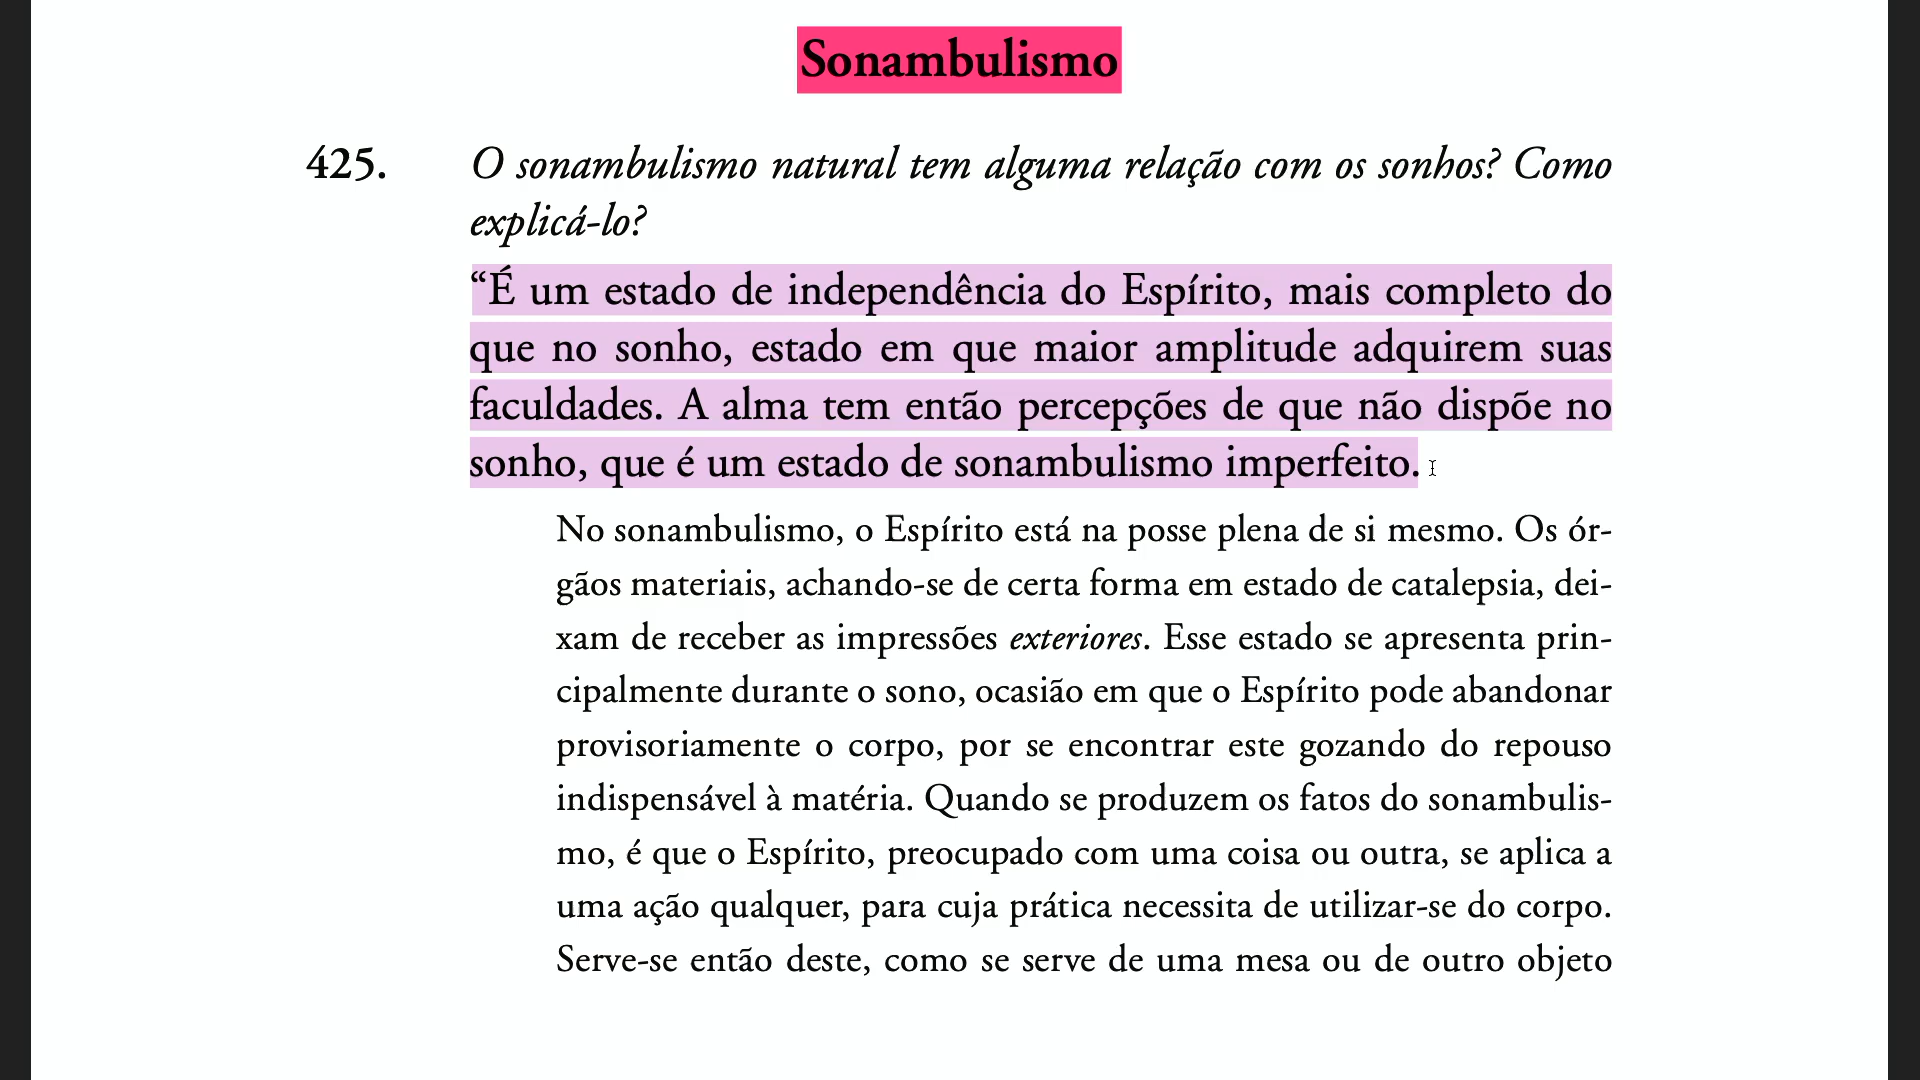 Sonambulismo
425. O sonambulismo natural tem alguma relação com os sonhos? Como
explicá-lo?
“É um estado de independência do Espírito, mais completo do
que no sonho, estado em que maior amplitude adquirem suas
faculdades. A alma tem então percepções de que não dispõe no
sonho, que é um estado de sonambulismo imperfeito.
No sonambulismo, o Espírito está na posse plena de si mesmo. Os ór-
gãos materiais, achando-se de certa forma em estado de catalepsia, dei-
xam de receber as impressões exteriores. Esse estado se apresenta prin-
cipalmente durante o sono, ocasião em que o Espírito pode abandonar
provisoriamente o corpo, por se encontrar este gozando do repouso
indispensável à matéria. Quando se produzem os fatos do sonambulis-
mo, é que o Espírito, preocupado com uma coisa ou outra, se aplica a
uma ação qualquer, para cuja prática necessita de utilizar-se do corpo.
Serve-se então deste, como se serve de uma mesa ou de outro objeto